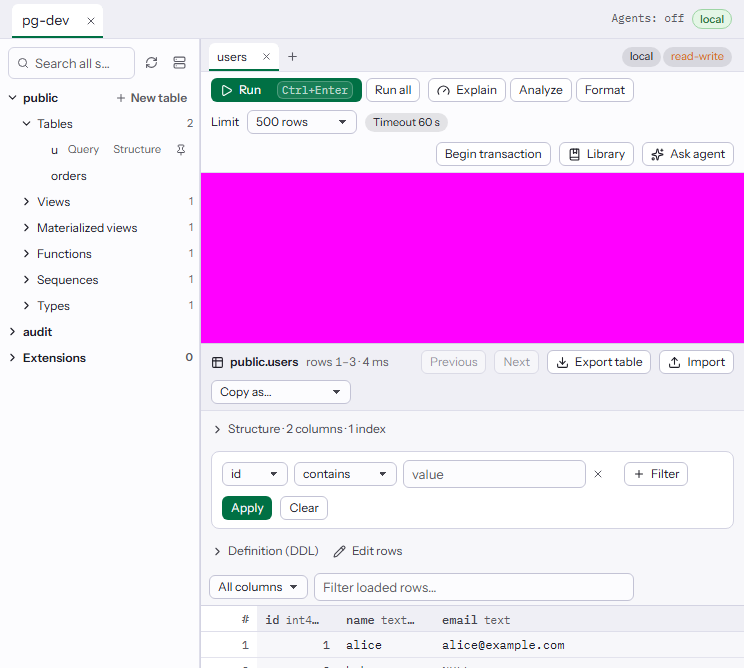 pg-dev
Agents: off local
Search all s...
users
local read-write
public + New table
Tables 2
u Query Structure
orders
Views 1
Materialized views 1
Functions 1
Sequences 1
Types 1
audit
Extensions 0
Run Ctrl+Enter Run all Explain Analyze Format
Limit 500 rows Timeout 60 s
Begin transaction Library Ask agent
public.users rows 1–3 · 4 ms Previous Next Export table Import
Copy as...
Structure · 2 columns · 1 index
id contains value + Filter
Apply Clear
Definition (DDL) Edit rows
All columns Filter loaded rows...
# id int4… name text… email text
1 1 alice alice@example.com